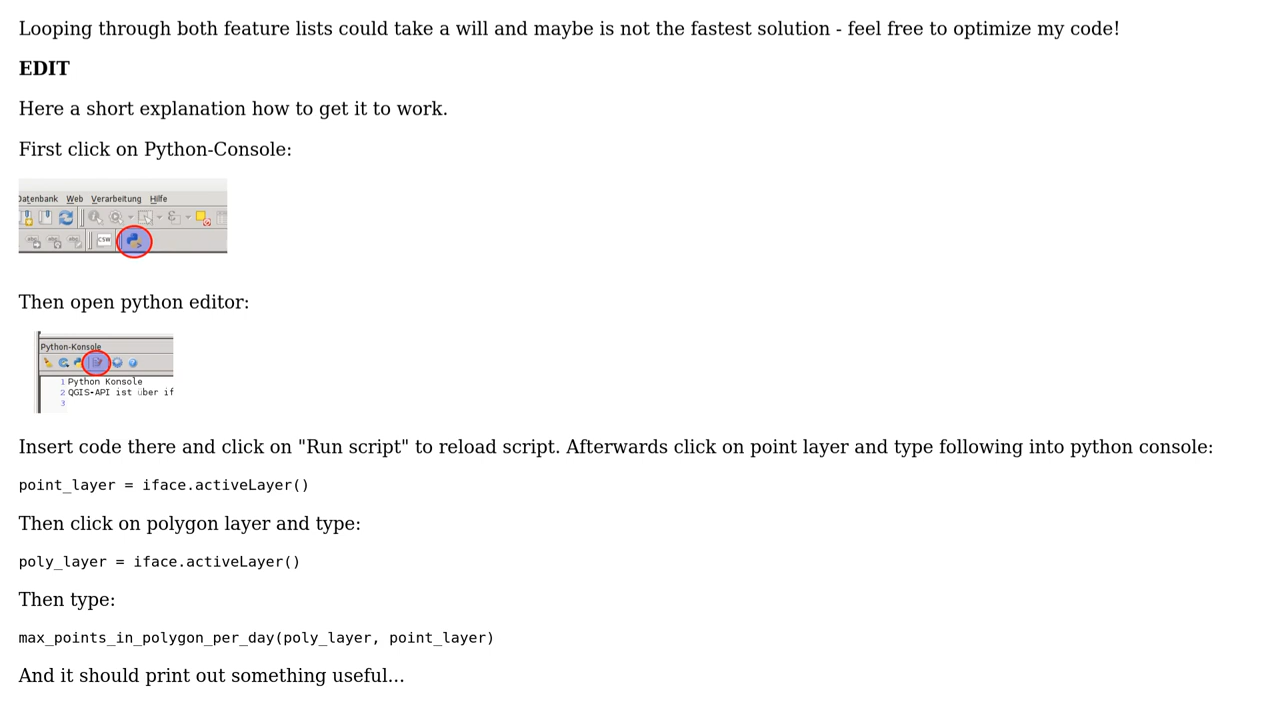 Looping through both feature lists could take a will and maybe is not the fastest solution - feel free to optimize my code!
EDIT
Here a short explanation how to get it to work.
First click on Python-Console:
Datenbank Web Verarbeitung Hilfe
abc abc abc CSW
Then open python editor:
Python-Konsole
1 Python Konsole
2 QGIS-API ist über if
3
Insert code there and click on "Run script" to reload script. Afterwards click on point layer and type following into python console:
point_layer = iface.activeLayer()
Then click on polygon layer and type:
poly_layer = iface.activeLayer()
Then type:
max_points_in_polygon_per_day(poly_layer, point_layer)
And it should print out something useful...